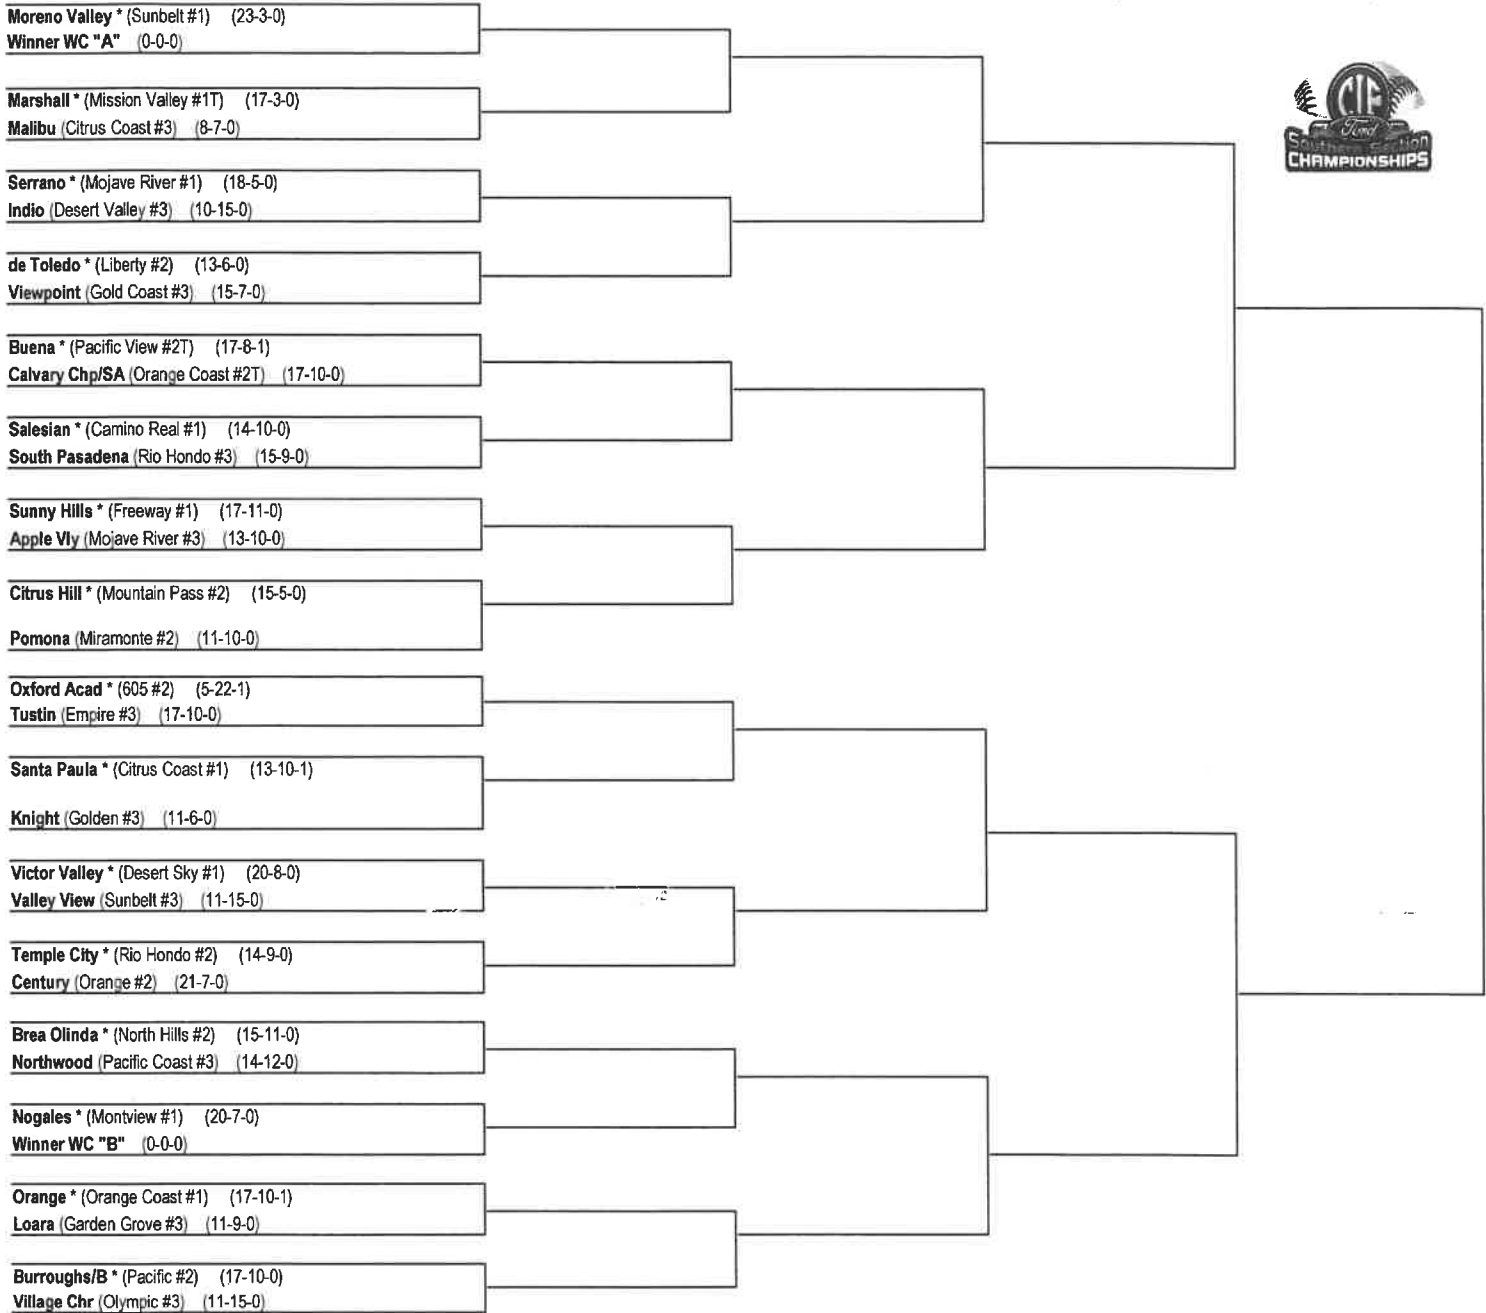 Moreno Valley * (Sunbelt #1) (23-3-0)
Winner WC "A" (0-0-0)
CIF
Ford
Southern Section
CHAMPIONSHIPS
Marshall * (Mission Valley #1T) (17-3-0)
Malibu (Citrus Coast #3) (8-7-0)
Serrano * (Mojave River #1) (18-5-0)
Indio (Desert Valley #3) (10-15-0)
de Toledo * (Liberty #2) (13-6-0)
Viewpoint (Gold Coast #3) (15-7-0)
Buena * (Pacific View #2T) (17-8-1)
Calvary Chp/SA (Orange Coast #2T) (17-10-0)
Salesian * (Camino Real #1) (14-10-0)
South Pasadena (Rio Hondo #3) (15-9-0)
Sunny Hills * (Freeway #1) (17-11-0)
Apple Vly (Mojave River #3) (13-10-0)
Citrus Hill * (Mountain Pass #2) (15-5-0)
Pomona (Miramonte #2) (11-10-0)
Oxford Acad * (605 #2) (5-22-1)
Tustin (Empire #3) (17-10-0)
Santa Paula * (Citrus Coast #1) (13-10-1)
Knight (Golden #3) (11-6-0)
Victor Valley * (Desert Sky #1) (20-8-0)
Valley View (Sunbelt #3) (11-15-0)
Temple City * (Rio Hondo #2) (14-9-0)
Century (Orange #2) (21-7-0)
Brea Olinda * (North Hills #2) (15-11-0)
Northwood (Pacific Coast #3) (14-12-0)
Nogales * (Montview #1) (20-7-0)
Winner WC "B" (0-0-0)
Orange * (Orange Coast #1) (17-10-1)
Loara (Garden Grove #3) (11-9-0)
Burroughs/B * (Pacific #2) (17-10-0)
Village Chr (Olympic #3) (11-15-0)